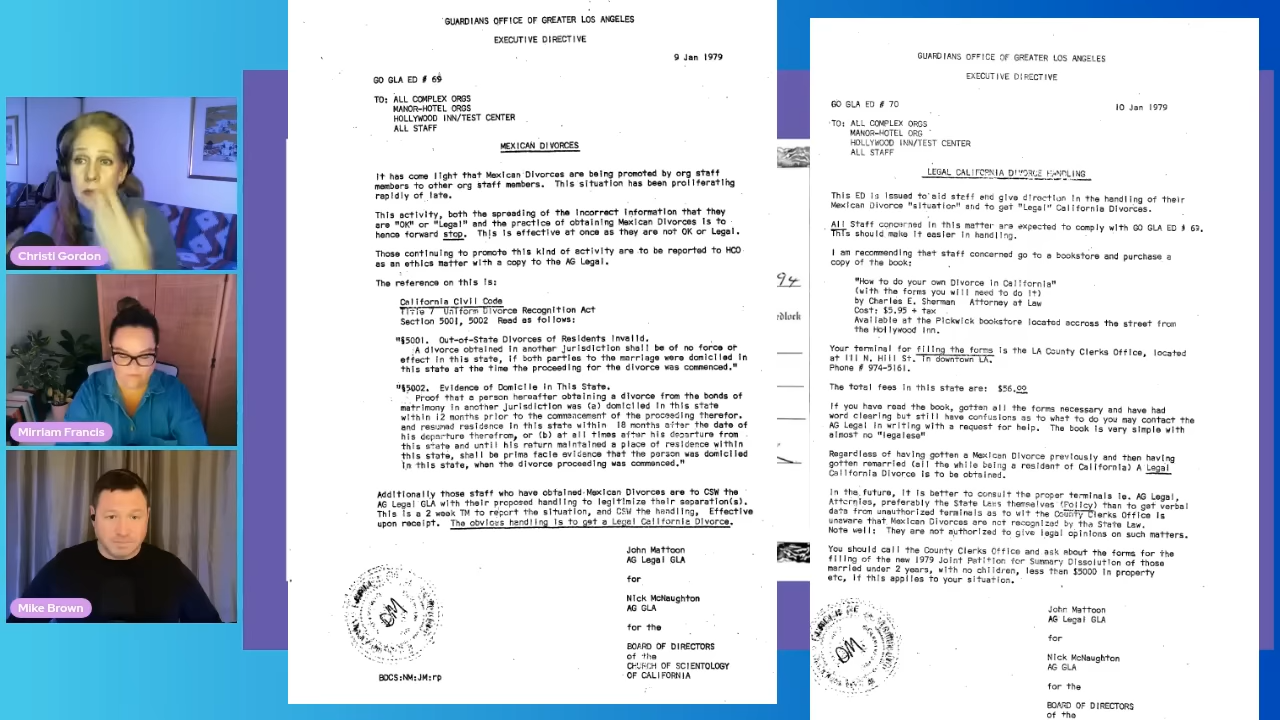 Christi Gordon
Mirriam Francis
Mike Brown
GUARDIANS OFFICE OF GREATER LOS ANGELES
EXECUTIVE DIRECTIVE
9 Jan 1979
GO GLA ED # 69
TO: ALL COMPLEX ORGS
MANOR-HOTEL ORGS
HOLLYWOOD INN/TEST CENTER
ALL STAFF
MEXICAN DIVORCES
It has come light that Mexican Divorces are being promoted by org staff
members to other org staff members. This situation has been proliferating
rapidly of late.
This activity, both the spreading of the incorrect information that they
are "OK" or "Legal" and the practice of obtaining Mexican Divorces is to
hence forward stop. This is effective at once as they are not OK or Legal.
Those continuing to promote this kind of activity are to be reported to HCO
as an ethics matter with a copy to the AG Legal.
The reference on this is:
California Civil Code
Title 7 Uniform Divorce Recognition Act
Section 5001, 5002 Read as follows:
"§5001. Out-of-State Divorces of Residents Invalid.
A divorce obtained in another jurisdiction shall be of no force or
effect in this state, if both parties to the marriage were domiciled in
this state at the time the proceeding for the divorce was commenced."
"§5002. Evidence of Domicile in This State.
Proof that a person hereafter obtaining a divorce from the bonds of
matrimony in another jurisdiction was (a) domiciled in this state
within 12 months prior to the commencement of the proceeding therefor,
and resumed residence in this state within 18 months after the date of
his departure therefrom, or (b) at all times after his departure from
this state and until his return maintained a place of residence within
this state, shall be prima facie evidence that the person was domiciled
in this state, when the divorce proceeding was commenced."
Additionally those staff who have obtained Mexican Divorces are to CSW the
AG Legal GLA with their proposed handling to legitimize their separation(s).
This is a 2 week TM to report the situation, and CSW the handling, Effective
upon receipt. The obvious handling is to get a Legal California Divorce.
John Mattoon
AG Legal GLA
for
Nick McNaughton
AG GLA
for the
BOARD OF DIRECTORS
of the
CHURCH OF SCIENTOLOGY
OF CALIFORNIA
DM
BDCS:NM:JM:rp
94
dlock
GUARDIANS OFFICE OF GREATER LOS ANGELES
EXECUTIVE DIRECTIVE
GO GLA ED # 70
10 Jan 1979
TO: ALL COMPLEX ORGS
MANOR-HOTEL ORG
HOLLYWOOD INN/TEST CENTER
ALL STAFF
LEGAL CALIFORNIA DIVORCE HANDLING
This ED is issued to aid staff and give direction in the handling of their
Mexican Divorce "situation" and to get "Legal" California Divorces.
All Staff concerned in this matter are expected to comply with GO GLA ED # 69.
This should make it easier in handling.
I am recommending that staff concerned go to a bookstore and purchase a
copy of the book:
"How to do your own Divorce in California"
(with the forms you will need to do it)
by Charles E. Sherman Attorney at Law
Cost: $5.95 + tax
Available at the Pickwick bookstore located accross the street from
the Hollywood Inn.
Your terminal for filing the forms is the LA County Clerks Office, located
at 111 N. Hill St. in downtown LA.
Phone # 974-5161.
The total fees in this state are: $56.00
If you have read the book, gotten all the forms necessary and have had
word clearing but still have confusions as to what to do you may contact the
AG Legal in writing with a request for help. The book is very simple with
almost no "legalese"
Regardless of having gotten a Mexican Divorce previously and then having
gotten remarried (all the while being a resident of California) A Legal
California Divorce is to be obtained.
In the future, it is better to consult the proper terminals ie. AG Legal,
Attornies, preferably the State Laws themselves (Policy) than to get verbal
data from unauthorized terminals as to wit the County Clerks Office is
unaware that Mexican Divorces are not recognized by the State Law.
Note well: They are not authorized to give legal opinions on such matters.
You should call the County Clerks Office and ask about the forms for the
filing of the new 1979 Joint Petition for Summary Dissolution of those
married under 2 years, with no children, less than $5000 in property
etc, if this applies to your situation.
John Mattoon
AG Legal GLA
for
Nick McNaughton
AG GLA
for the
BOARD OF DIRECTORS
of the
DM